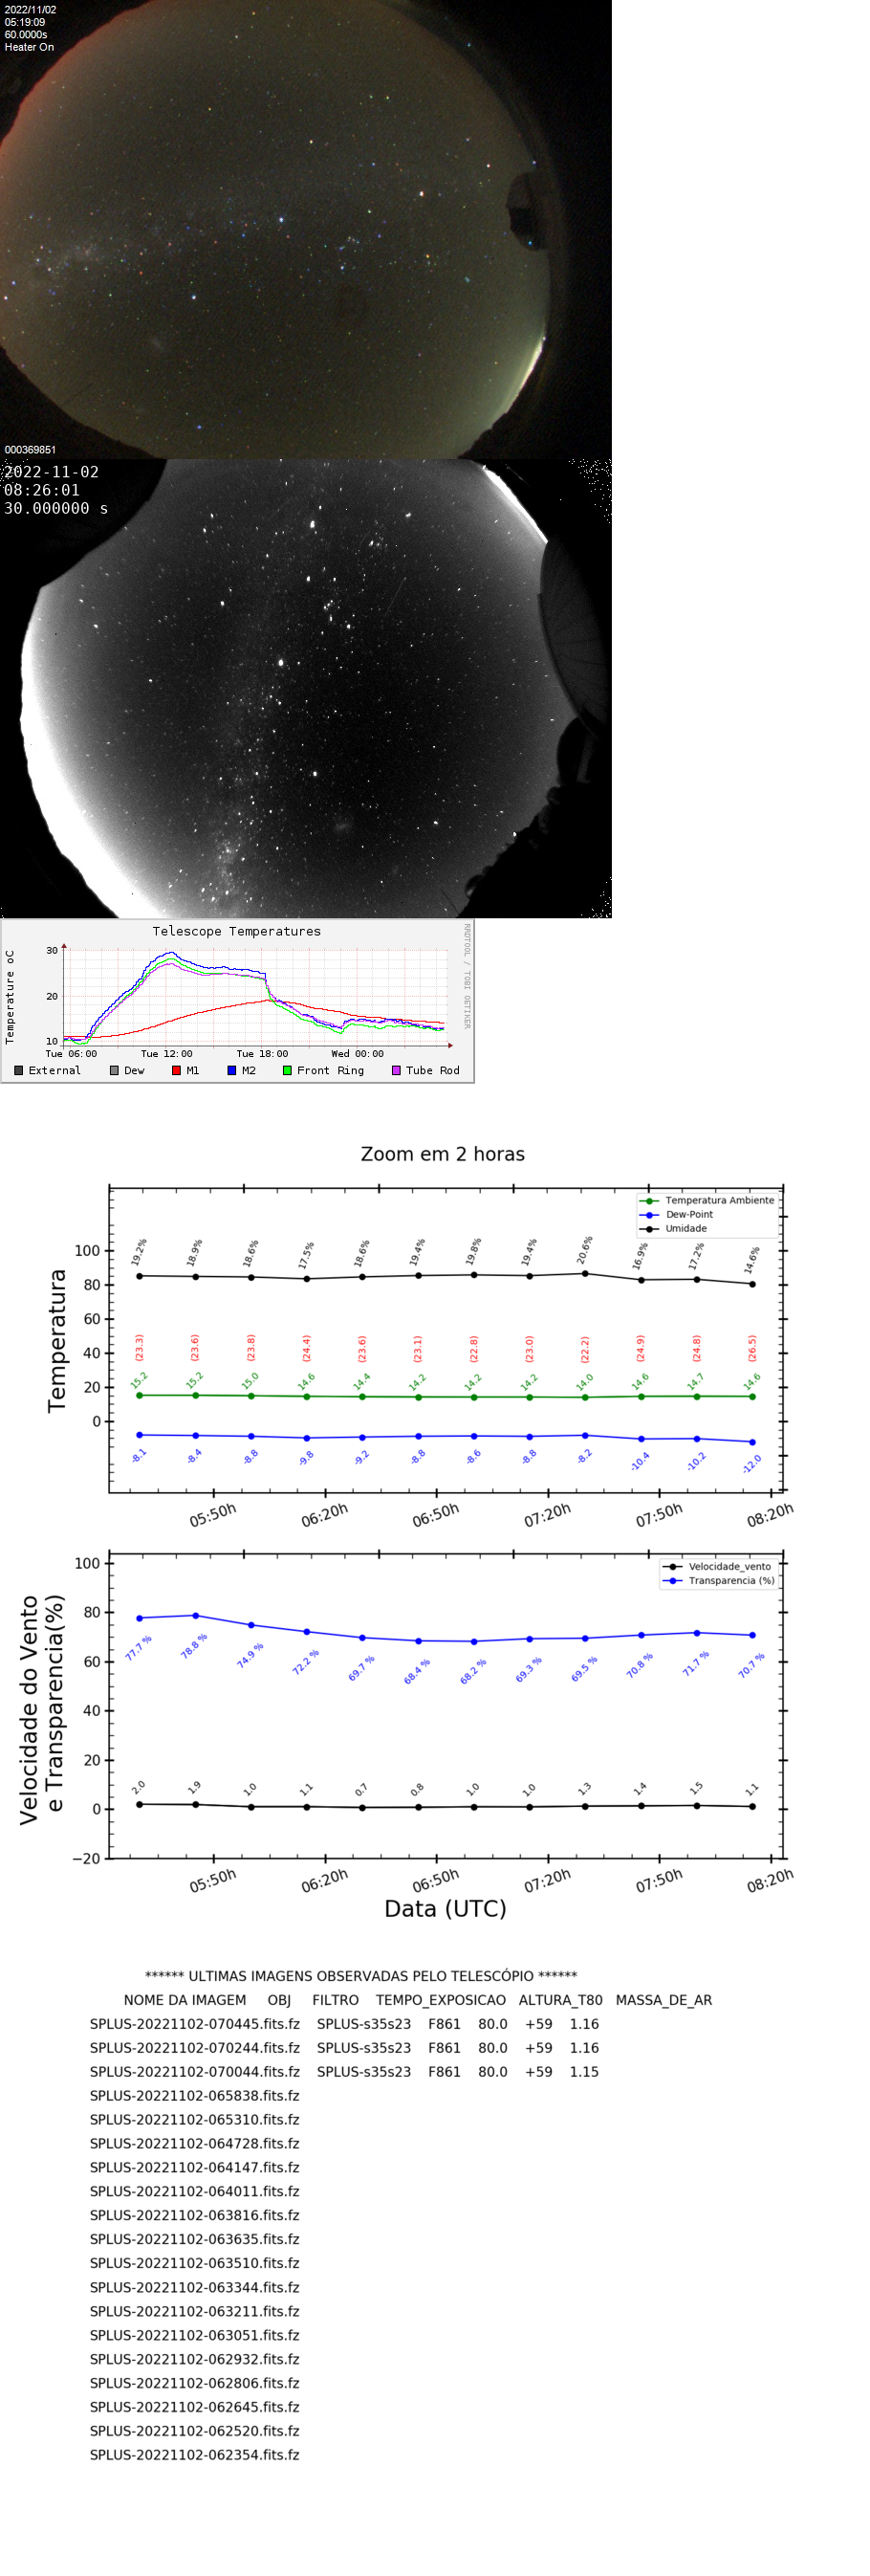 2022/11/02
05:19:09
60.0000s
Heater On
000369851
2022-11-02
08:26:01
30.000000 s
Telescope Temperatures
RRDTOOL / TOBI OETIKER
Temperature oC
30
20
10
Tue 06:00 Tue 12:00 Tue 18:00 Wed 00:00
External Dew M1 M2 Front Ring Tube Rod
Zoom em 2 horas
Temperatura Ambiente
Dew-Point
Umidade
Temperatura
100
80
60
40
20
0
19.2% 18.9% 18.6% 17.5% 18.6% 19.4% 19.8% 19.4% 20.6% 16.9% 17.2% 14.6%
(23.3) (23.6) (23.8) (24.4) (23.6) (23.1) (22.8) (23.0) (22.2) (24.9) (24.8) (26.5)
15.2 15.2 15.0 14.6 14.4 14.2 14.2 14.2 14.0 14.6 14.7 14.6
-8.1 -8.4 -8.8 -9.8 -9.2 -8.8 -8.6 -8.8 -8.2 -10.4 -10.2 -12.0
05:50h 06:20h 06:50h 07:20h 07:50h 08:20h
Velocidade_vento
Transparencia (%)
Velocidade do Vento
e Transparencia(%)
100
80
60
40
20
0
−20
77.7 % 78.8 % 74.9 % 72.2 % 69.7 % 68.4 % 68.2 % 69.3 % 69.5 % 70.8 % 71.7 % 70.7 %
2.0 1.9 1.0 1.1 0.7 0.8 1.0 1.0 1.3 1.4 1.5 1.1
05:50h 06:20h 06:50h 07:20h 07:50h 08:20h
Data (UTC)
****** ULTIMAS IMAGENS OBSERVADAS PELO TELESCÓPIO ******
NOME DA IMAGEM OBJ FILTRO TEMPO_EXPOSICAO ALTURA_T80 MASSA_DE_AR
SPLUS-20221102-070445.fits.fz SPLUS-s35s23 F861 80.0 +59 1.16
SPLUS-20221102-070244.fits.fz SPLUS-s35s23 F861 80.0 +59 1.16
SPLUS-20221102-070044.fits.fz SPLUS-s35s23 F861 80.0 +59 1.15
SPLUS-20221102-065838.fits.fz
SPLUS-20221102-065310.fits.fz
SPLUS-20221102-064728.fits.fz
SPLUS-20221102-064147.fits.fz
SPLUS-20221102-064011.fits.fz
SPLUS-20221102-063816.fits.fz
SPLUS-20221102-063635.fits.fz
SPLUS-20221102-063510.fits.fz
SPLUS-20221102-063344.fits.fz
SPLUS-20221102-063211.fits.fz
SPLUS-20221102-063051.fits.fz
SPLUS-20221102-062932.fits.fz
SPLUS-20221102-062806.fits.fz
SPLUS-20221102-062645.fits.fz
SPLUS-20221102-062520.fits.fz
SPLUS-20221102-062354.fits.fz